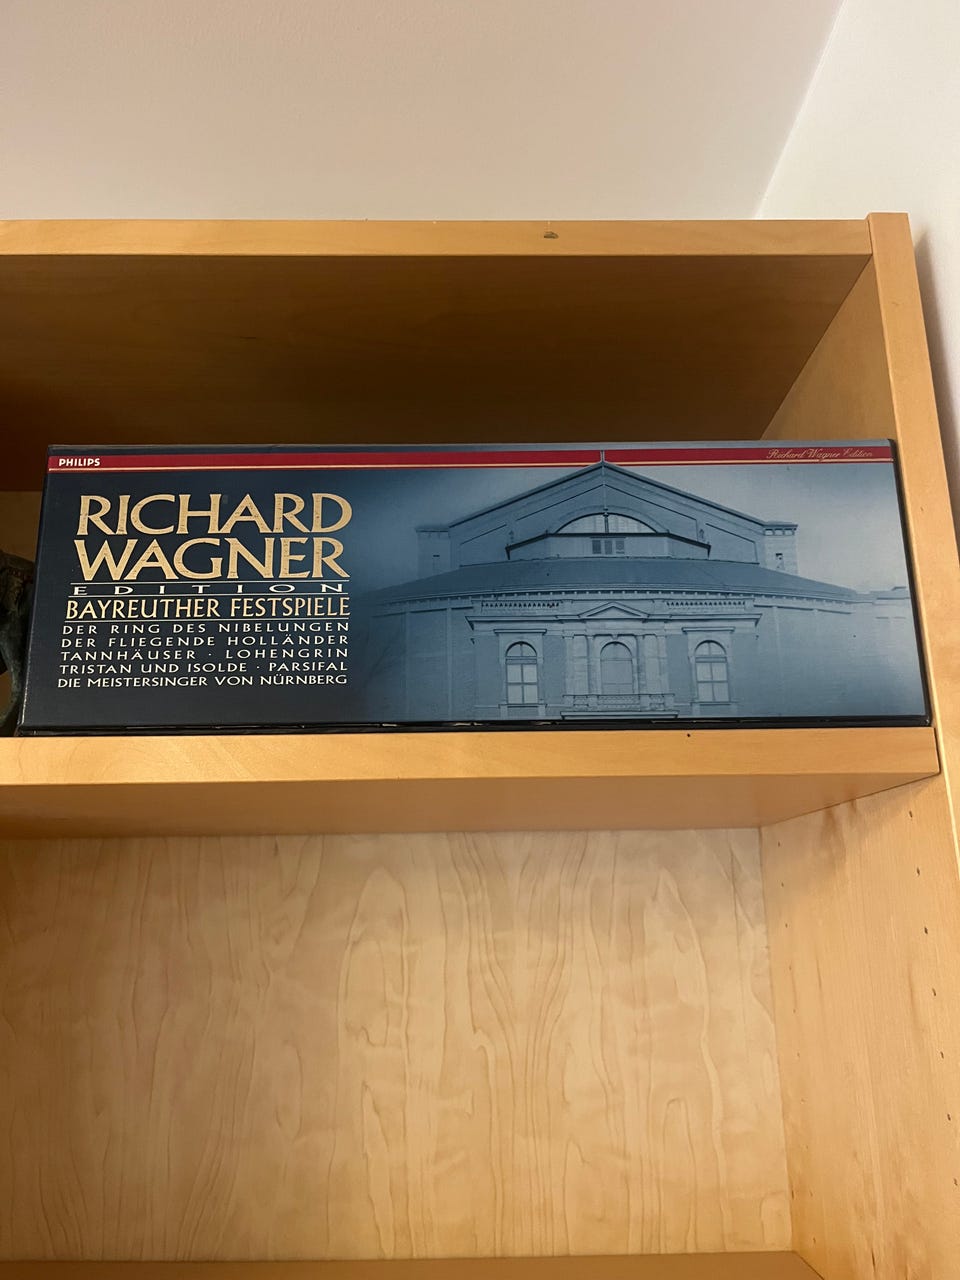 PHILIPS
Richard Wagner Edition
RICHARD
WAGNER
EDITION
BAYREUTHER FESTSPIELE
DER RING DES NIBELUNGEN
DER FLIEGENDE HOLLÄNDER
TANNHÄUSER · LOHENGRIN
TRISTAN UND ISOLDE · PARSIFAL
DIE MEISTERSINGER VON NÜRNBERG